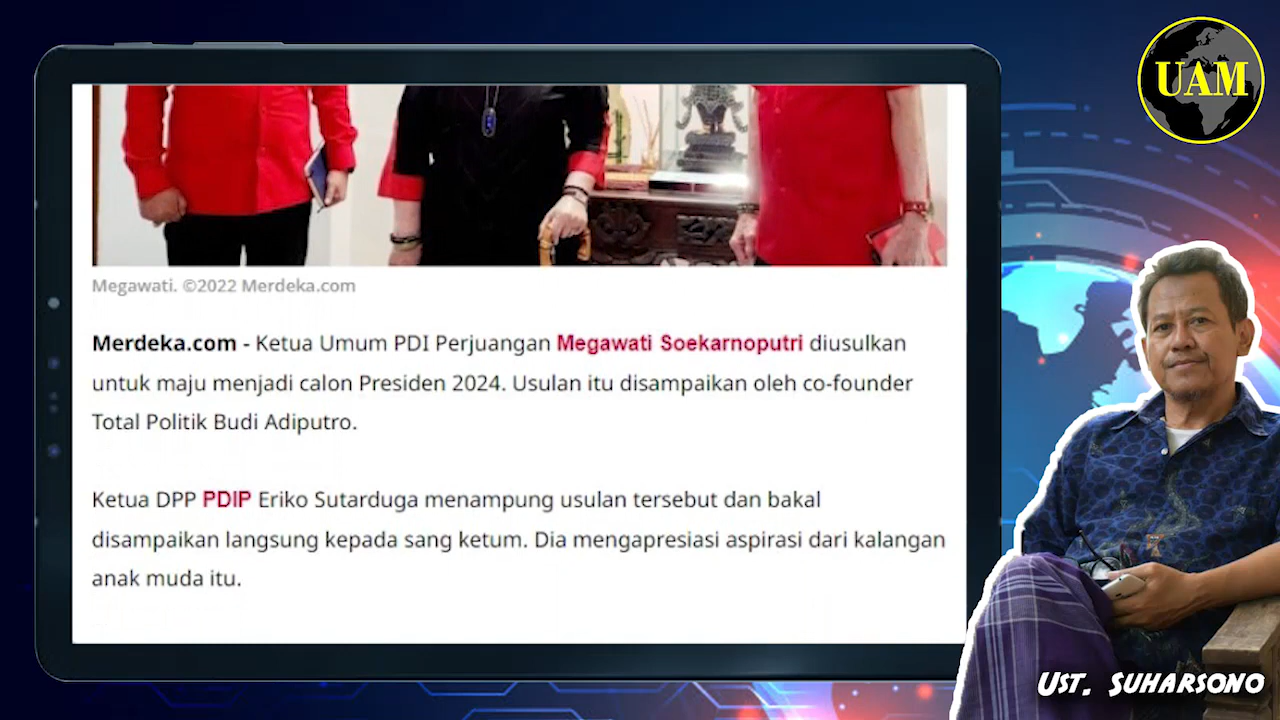 UAM
Megawati. ©2022 Merdeka.com
Merdeka.com - Ketua Umum PDI Perjuangan Megawati Soekarnoputri diusulkan
untuk maju menjadi calon Presiden 2024. Usulan itu disampaikan oleh co-founder
Total Politik Budi Adiputro.
Ketua DPP PDIP Eriko Sutarduga menampung usulan tersebut dan bakal
disampaikan langsung kepada sang ketum. Dia mengapresiasi aspirasi dari kalangan
anak muda itu.
UST. SUHARSONO